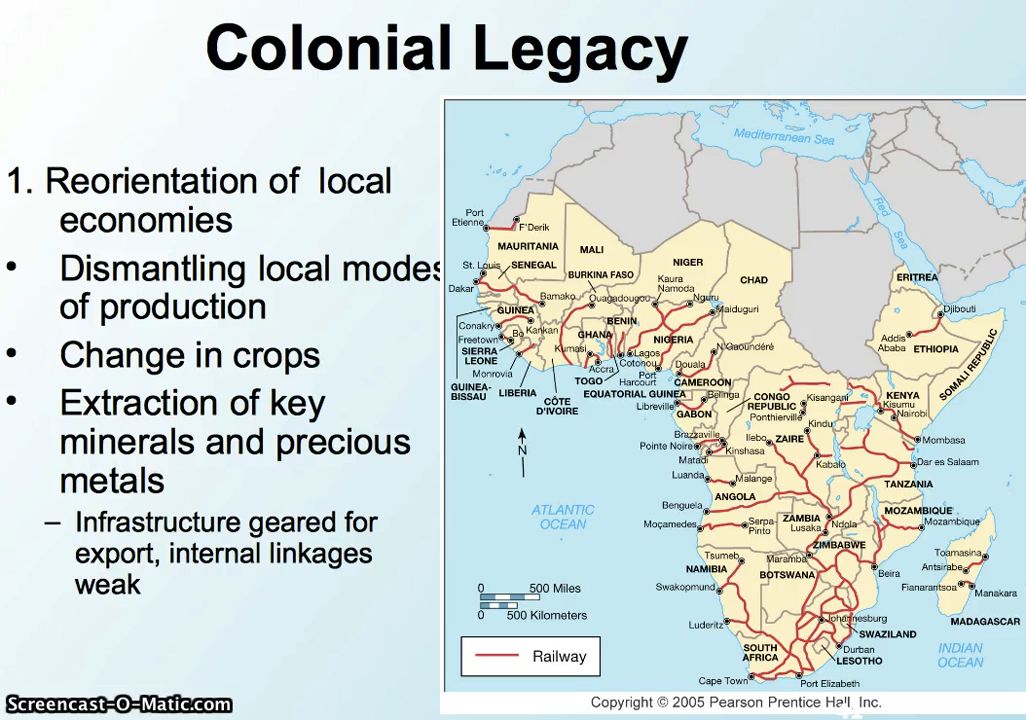 Colonial Legacy
1. Reorientation of local
economies
• Dismantling local modes
of production
• Change in crops
• Extraction of key
minerals and precious
metals
– Infrastructure geared for
export, internal linkages
weak
Mediterranean Sea
Red Sea
Port
Etienne
F'Derik
MAURITANIA
MALI
NIGER
CHAD
ERITREA
St. Louis
SENEGAL
BURKINA FASO
Kaura
Namoda
Dakar
Bamako
Ouagadougou
Nguru
Maiduguri
Djibouti
GUINEA
BENIN
Conakry
Kankan
Bo
GHANA
NIGERIA
Addis
Ababa
ETHIOPIA
SOMALI REPUBLIC
Freetown
SIERRA
LEONE
Kumasi
Lagos
Cotonou
N'Gaoundéré
Monrovia
Accra
Port
Harcourt
Douala
GUINEA-
BISSAU
LIBERIA
CÔTE
D'IVOIRE
TOGO
CAMEROON
EQUATORIAL GUINEA
Libreville
Belinga
GABON
CONGO
REPUBLIC
Kisangani
Ponthierville
KENYA
Kisumu
Nairobi
N
Brazzaville
Kindu
Pointe Noire
Kinshasa
Ilebo
ZAIRE
Mombasa
Matadi
Kabalo
Dar es Salaam
Luanda
Malange
TANZANIA
ANGOLA
Benguela
MOZAMBIQUE
ATLANTIC
OCEAN
Moçamedes
Serpa-
Pinto
ZAMBIA
Lusaka
Ndola
Mozambique
ZIMBABWE
Tsumeb
Maramba
Toamasina
NAMIBIA
BOTSWANA
Beira
Antsirabe
Swakopmund
Fianarantsoa
Manakara
0 500 Miles
0 500 Kilometers
Luderitz
Johannesburg
MADAGASCAR
SWAZILAND
SOUTH
AFRICA
Durban
LESOTHO
INDIAN
OCEAN
Railway
Cape Town
Port Elizabeth
Copyright © 2005 Pearson Prentice Hall, Inc.
Screencast-O-Matic.com